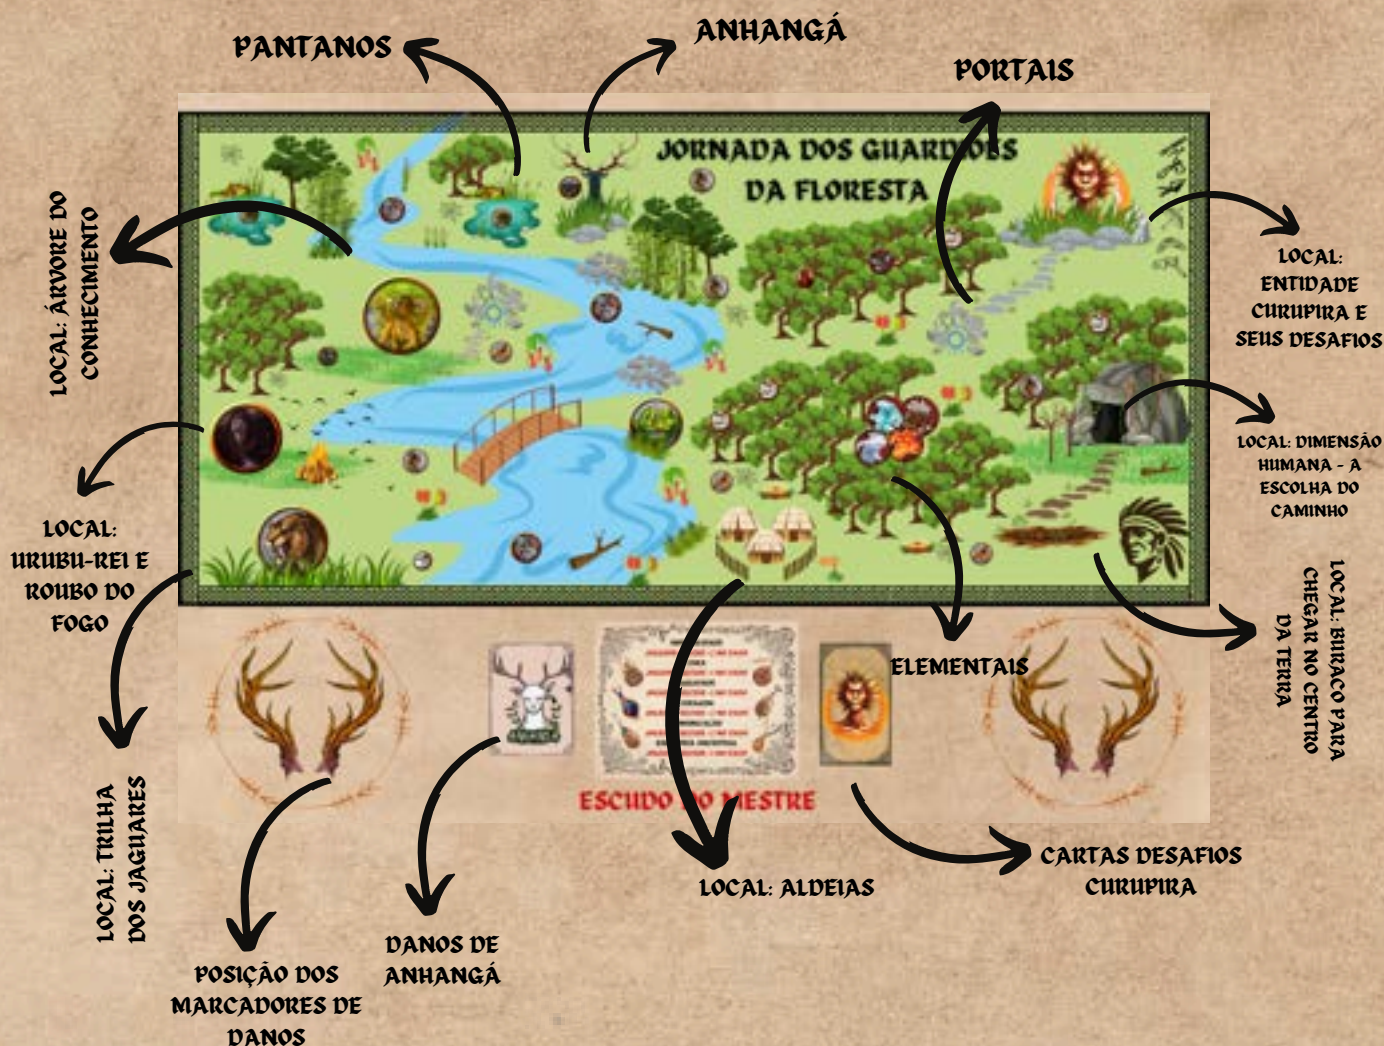 PANTANOS
ANHANGÁ
PORTAIS
JORNADA DOS GUARDIÕES
DA FLORESTA
LOCAL: ÁRVORE DO
CONHECIMENTO
LOCAL:
ENTIDADE
CURUPIRA E
SEUS DESAFIOS
LOCAL: DIMENSÃO
HUMANA - A
ESCOLHA DO
CAMINHO
LOCAL:
URUBU-REI E
ROUBO DO
FOGO
LOCAL: BURACO PARA
CHEGAR NO CENTRO
DA TERRA
ELEMENTAIS
ESCUDO DO MESTRE
LOCAL: TRILHA
DOS JAGUARES
LOCAL: ALDEIAS
CARTAS DESAFIOS
CURUPIRA
DANOS DE
ANHANGÁ
POSIÇÃO DOS
MARCADORES DE
DANOS